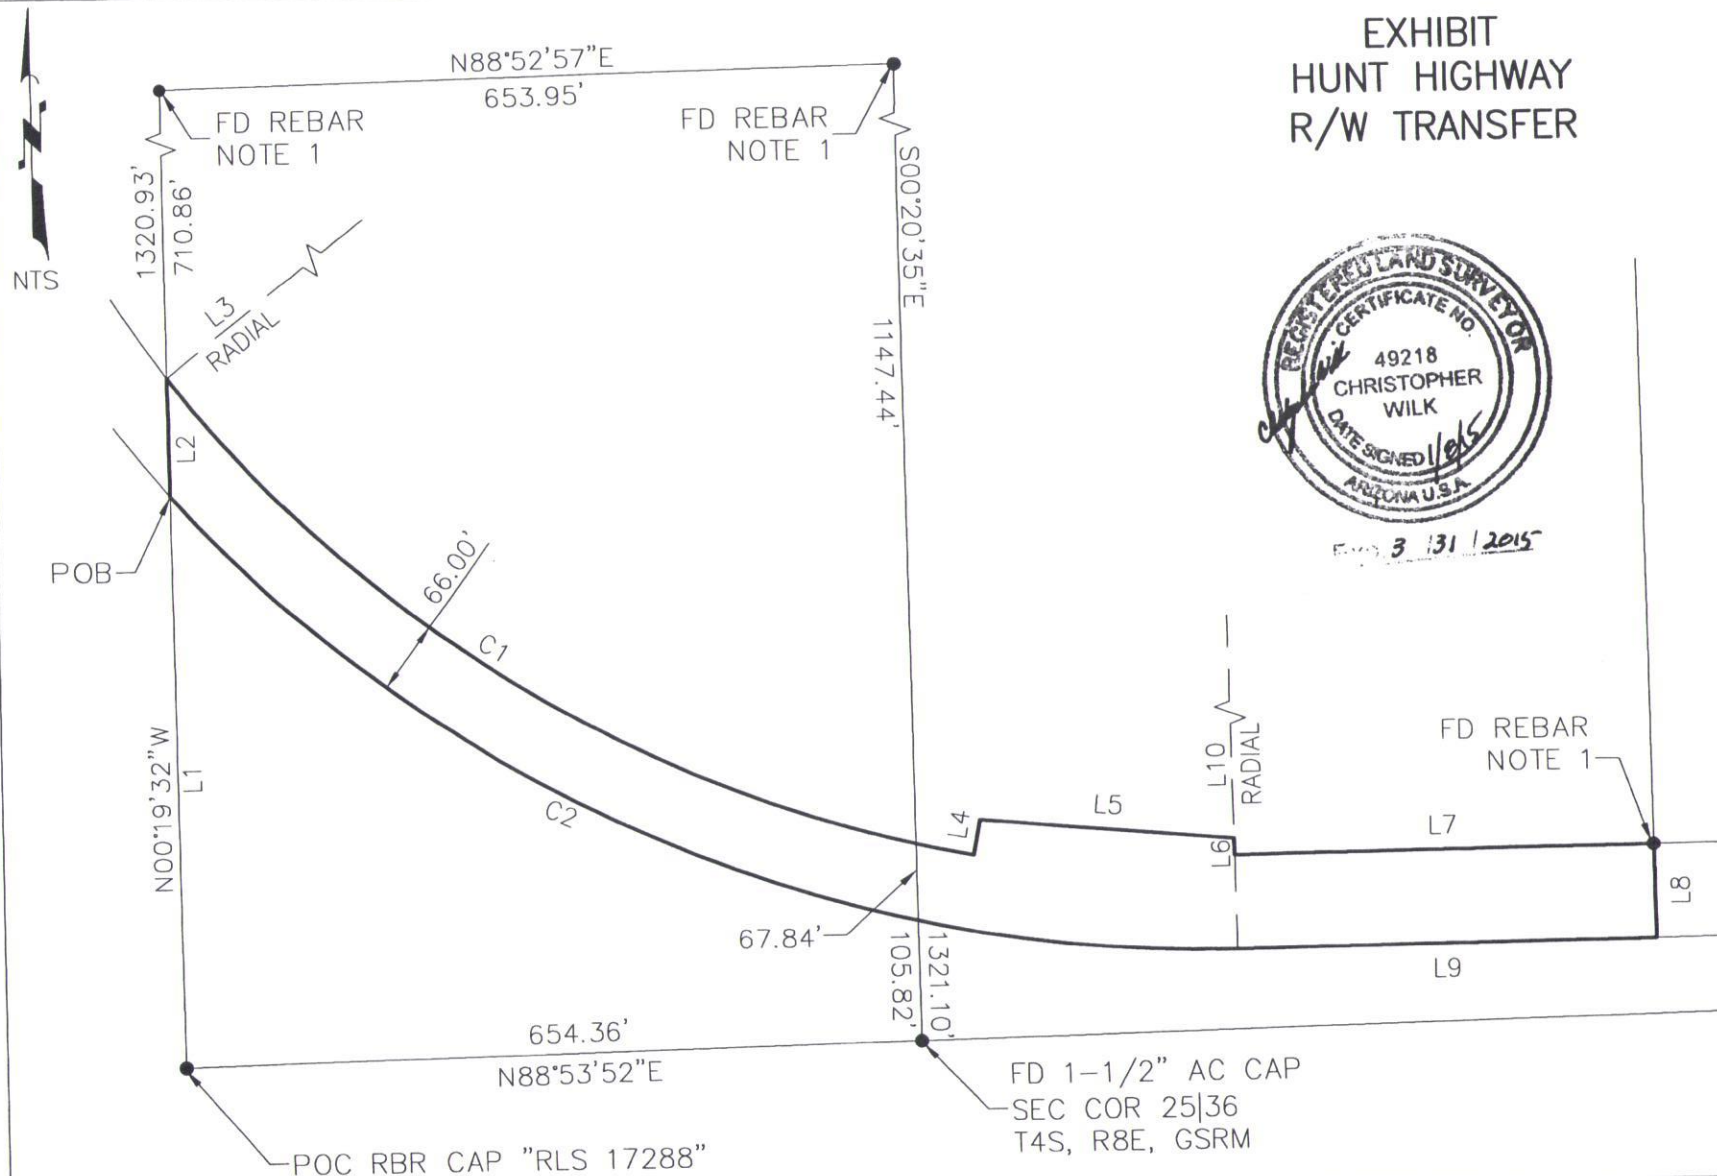 EXHIBIT
HUNT HIGHWAY
R/W TRANSFER
N88°52'57"E
653.95'
FD REBAR
NOTE 1
FD REBAR
NOTE 1
1320.93'
710.86'
S00°20'35"E
1147.44'
NTS
L3
RADIAL
REGISTERED LAND SURVEYOR
CERTIFICATE NO.
49218
CHRISTOPHER
WILK
DATE SIGNED 1/8/15
ARIZONA U.S.A.
3/31/2015
L2
POB
66.00'
C1
C2
N00°19'32"W
L1
L4
L5
L6
L10
RADIAL
L7
FD REBAR
NOTE 1
L8
L9
67.84'
105.82'
1321.10'
654.36'
N88°53'52"E
FD 1-1/2" AC CAP
SEC COR 25|36
T4S, R8E, GSRM
POC RBR CAP "RLS 17288"